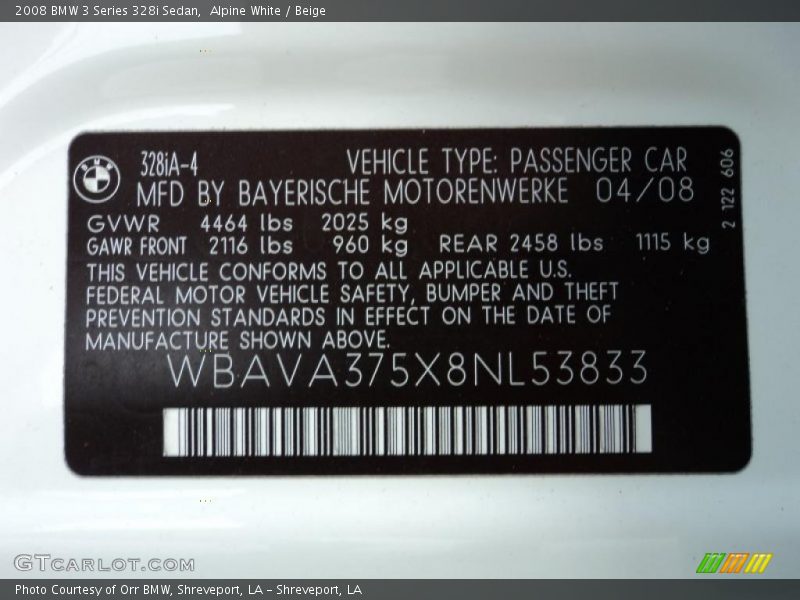 2008 BMW 3 Series 328i Sedan,  Alpine White / Beige
BMW
328iA-4 VEHICLE TYPE: PASSENGER CAR
MFD BY BAYERISCHE MOTORENWERKE 04/08
2 122 606
GVWR 4464 lbs 2025 kg
GAWR FRONT 2116 lbs 960 kg REAR 2458 lbs 1115 kg
THIS VEHICLE CONFORMS TO ALL APPLICABLE U.S.
FEDERAL MOTOR VEHICLE SAFETY, BUMPER AND THEFT
PREVENTION STANDARDS IN EFFECT ON THE DATE OF
MANUFACTURE SHOWN ABOVE.
WBAVA375X8NL53833
GTCARLOT.COM
Photo Courtesy of Orr BMW, Shreveport, LA - Shreveport, LA